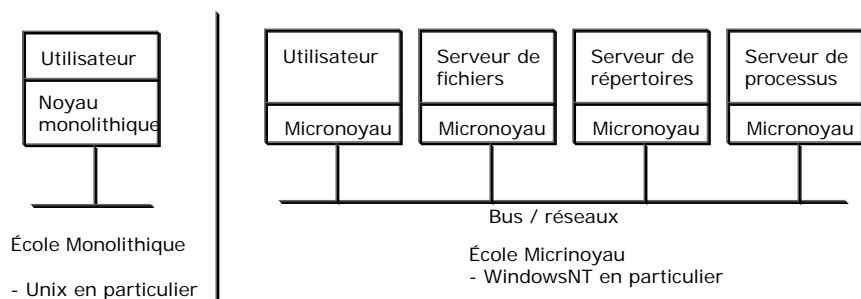 Utilisateur
Noyau
monolithique
École Monolithique
- Unix en particulier
Utilisateur
Micronoyau
Serveur de
fichiers
Micronoyau
Serveur de
répertoires
Micronoyau
Serveur de
processus
Micronoyau
Bus / réseaux
École Micrinoyau
- WindowsNT en particulier